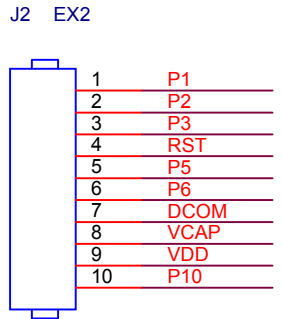 J2 EX2
1 P1
2 P2
3 P3
4 RST
5 P5
6 P6
7 DCOM
8 VCAP
9 VDD
10 P10